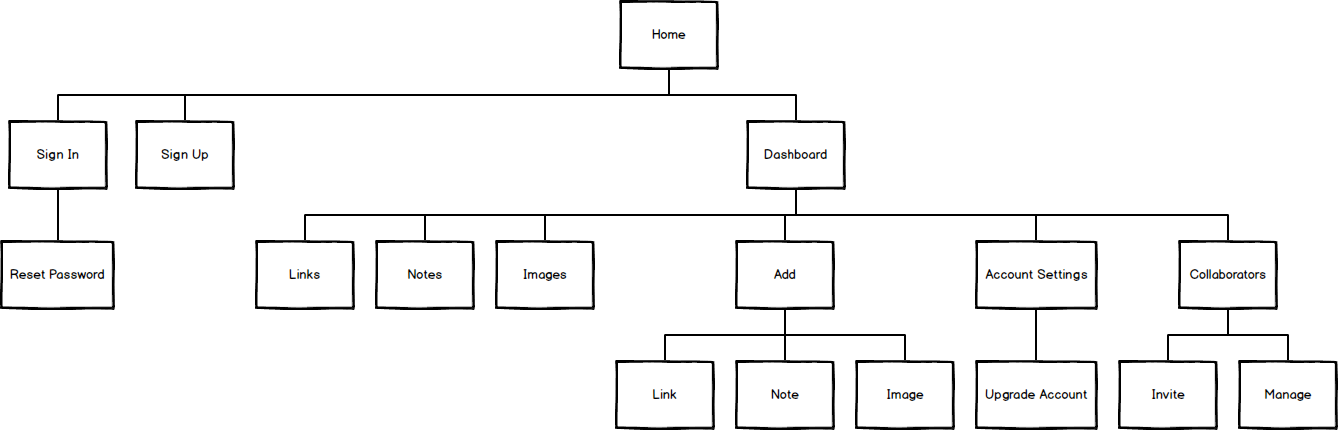 Home
Sign In
Sign Up
Dashboard
Reset Password
Links
Notes
Images
Add
Account Settings
Collaborators
Link
Note
Image
Upgrade Account
Invite
Manage